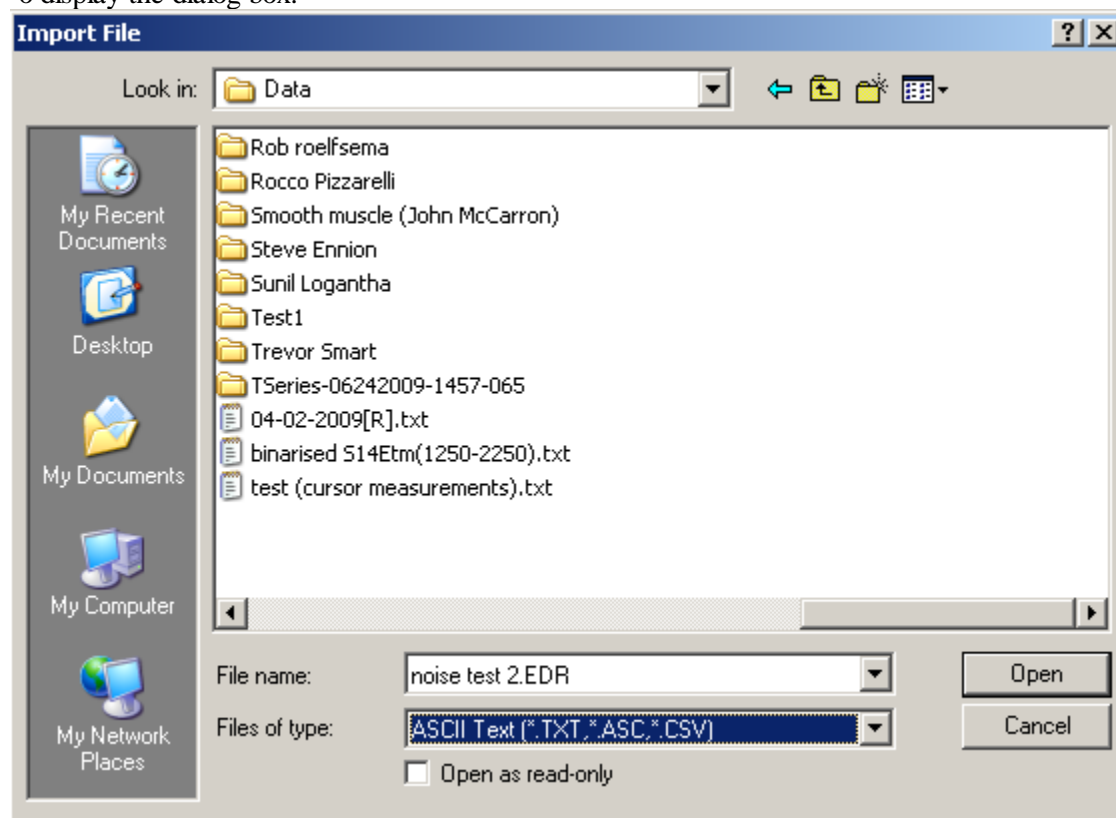 o display the dialog box.
Import File
Look in: Data
My Recent Documents
Desktop
My Documents
My Computer
My Network Places
Rob roelfsema
Rocco Pizzarelli
Smooth muscle (John McCarron)
Steve Ennion
Sunil Logantha
Test1
Trevor Smart
TSeries-06242009-1457-065
04-02-2009[R].txt
binarised S14Etm(1250-2250).txt
test (cursor measurements).txt
File name: noise test 2.EDR Open
Files of type: ASCII Text (*.TXT,*.ASC,*.CSV) Cancel
Open as read-only